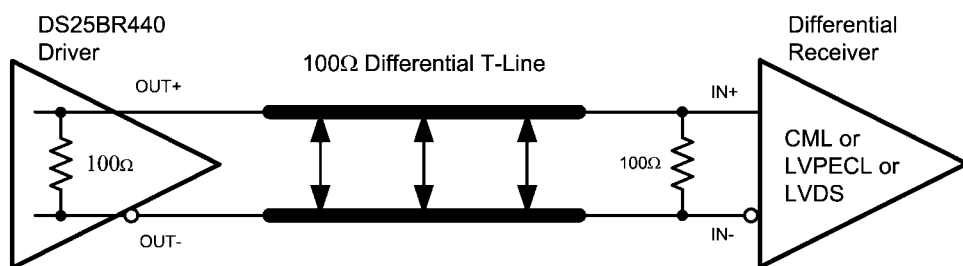 DS25BR440
Driver
Differential
Receiver
100Ω Differential T-Line
OUT+
IN+
100Ω
100Ω
CML or
LVPECL or
LVDS
OUT-
IN-